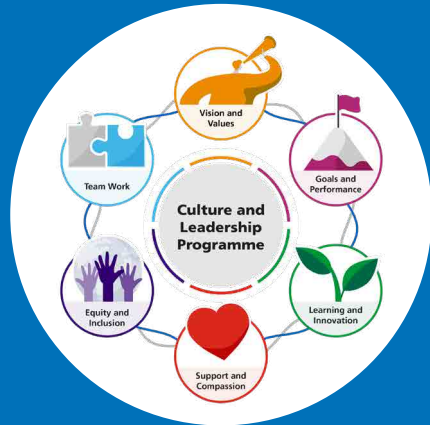 Vision and
Values
Goals and
Performance
Learning and
Innovation
Support and
Compassion
Equity and
Inclusion
Team Work
Culture and
Leadership
Programme